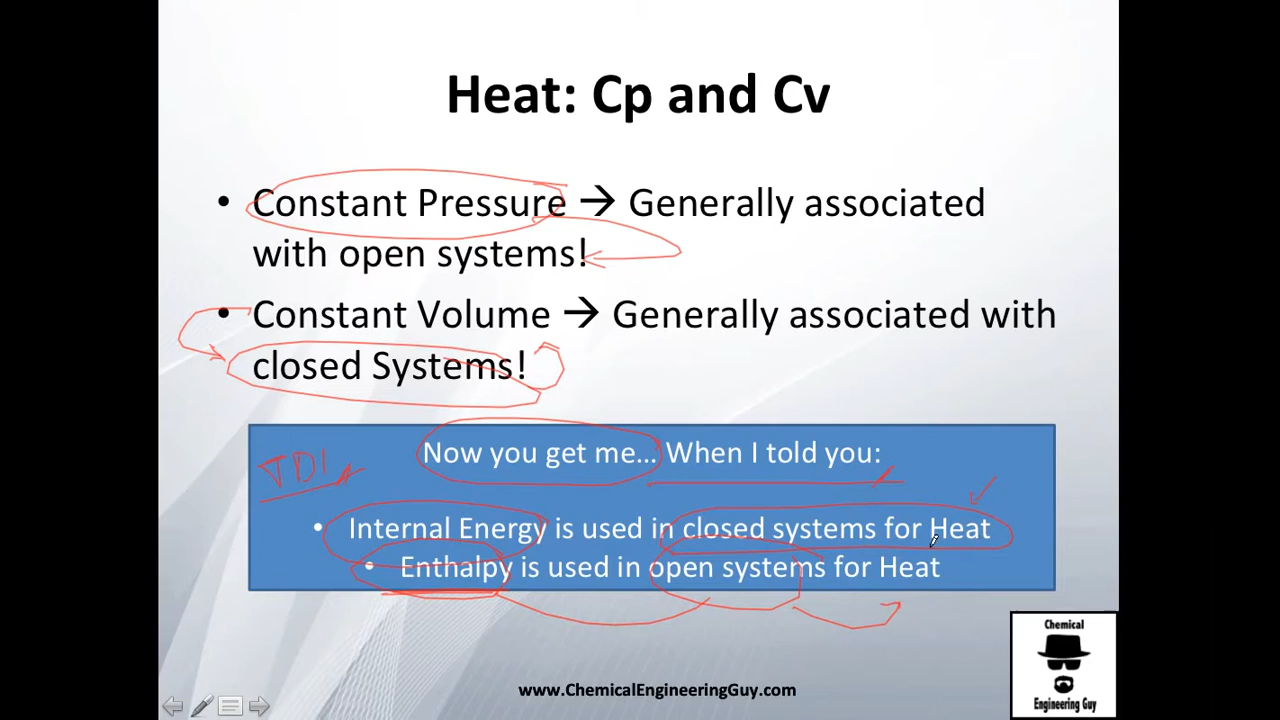 Heat: Cp and Cv
• Constant Pressure → Generally associated
with open systems!
• Constant Volume → Generally associated with
closed Systems!
Now you get me... When I told you:
• Internal Energy is used in closed systems for Heat
• Enthalpy is used in open systems for Heat
Chemical
Engineering Guy
www.ChemicalEngineeringGuy.com